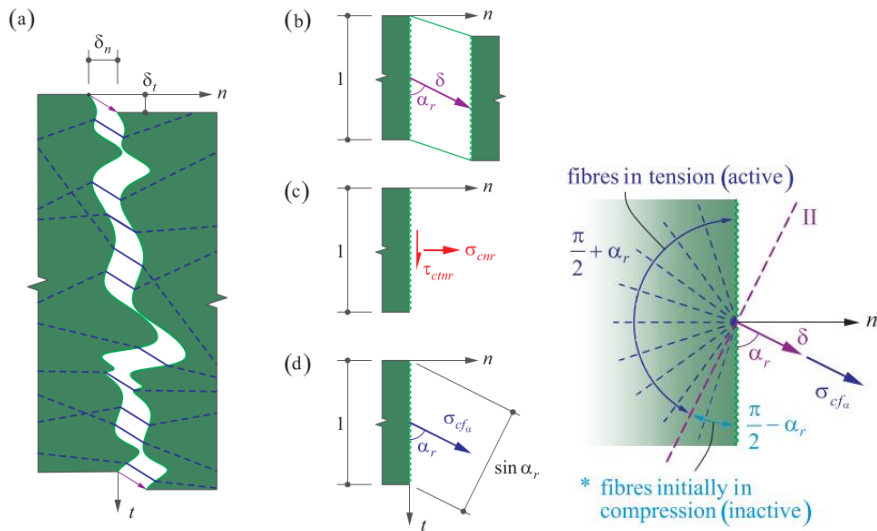 (a)
δn
δt
n
t
(b)
n
1
δ
αr
(c)
n
1
σcnr
τctnr
(d)
n
1
σcfα
αr
sin αr
t
fibres in tension (active)
II
π/2 + αr
n
δ
αr
σcfα
π/2 − αr
* fibres initially in
compression (inactive)